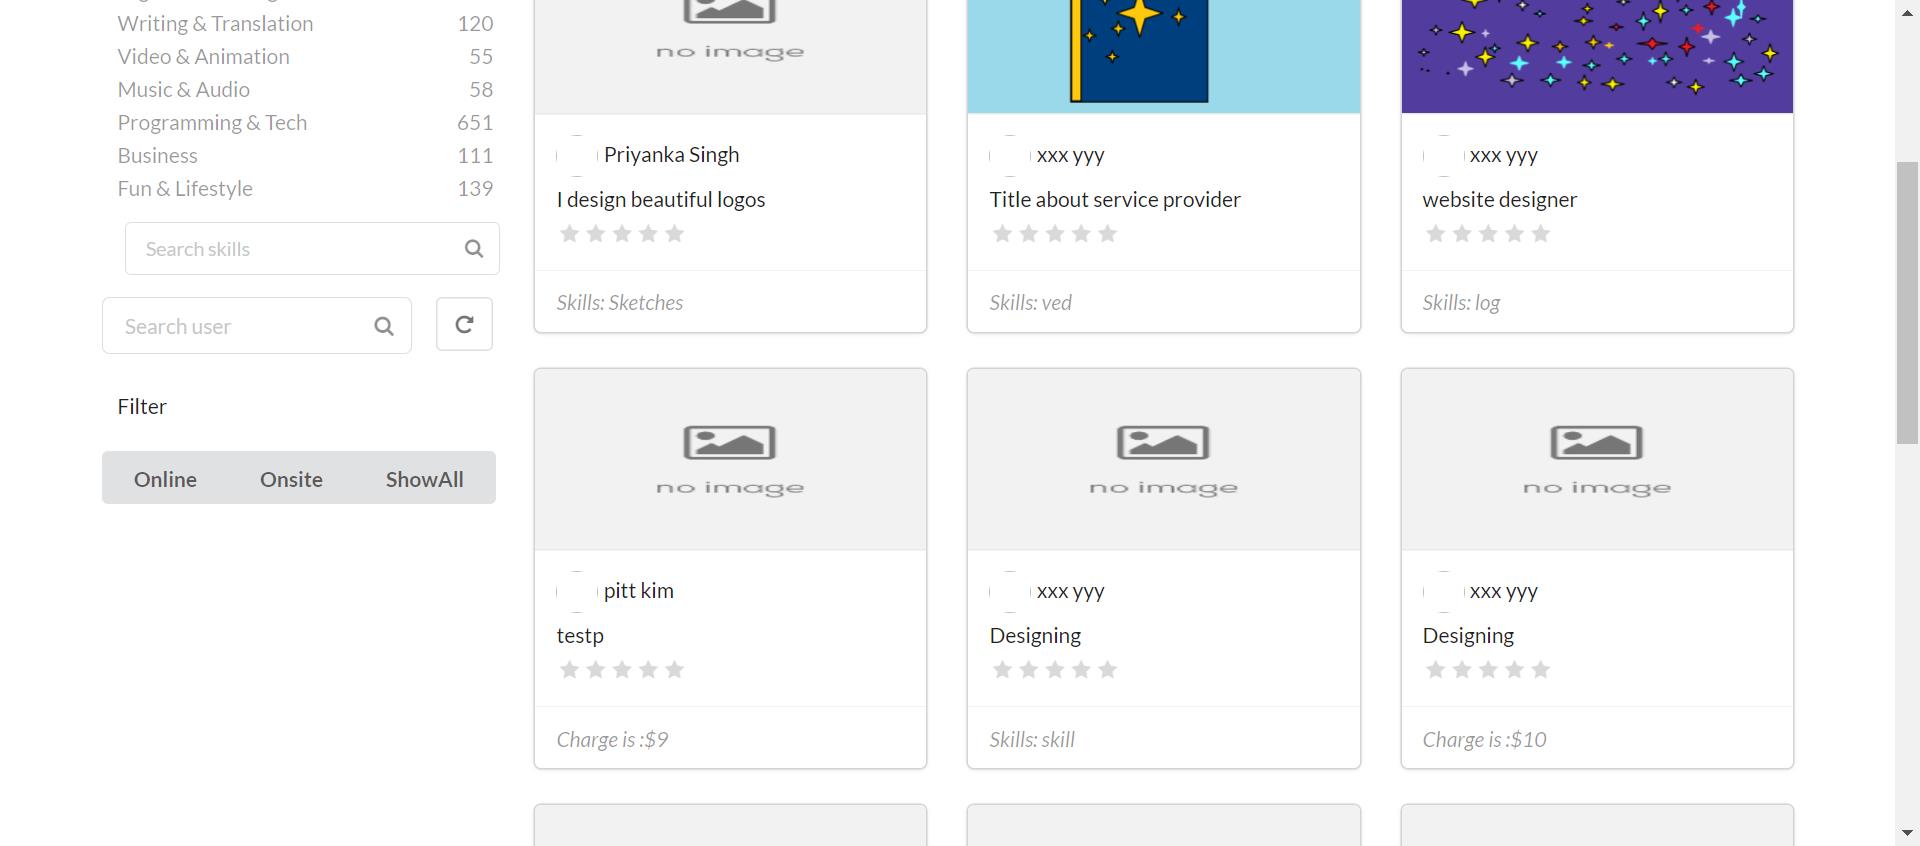 Writing & Translation 120
Video & Animation 55
Music & Audio 58
Programming & Tech 651
Business 111
Fun & Lifestyle 139
Search skills
Search user
Filter
Online Onsite ShowAll
no image
Priyanka Singh
I design beautiful logos
Skills: Sketches
xxx yyy
Title about service provider
Skills: ved
xxx yyy
website designer
Skills: log
no image
pitt kim
testp
Charge is :$9
no image
xxx yyy
Designing
Skills: skill
no image
xxx yyy
Designing
Charge is :$10